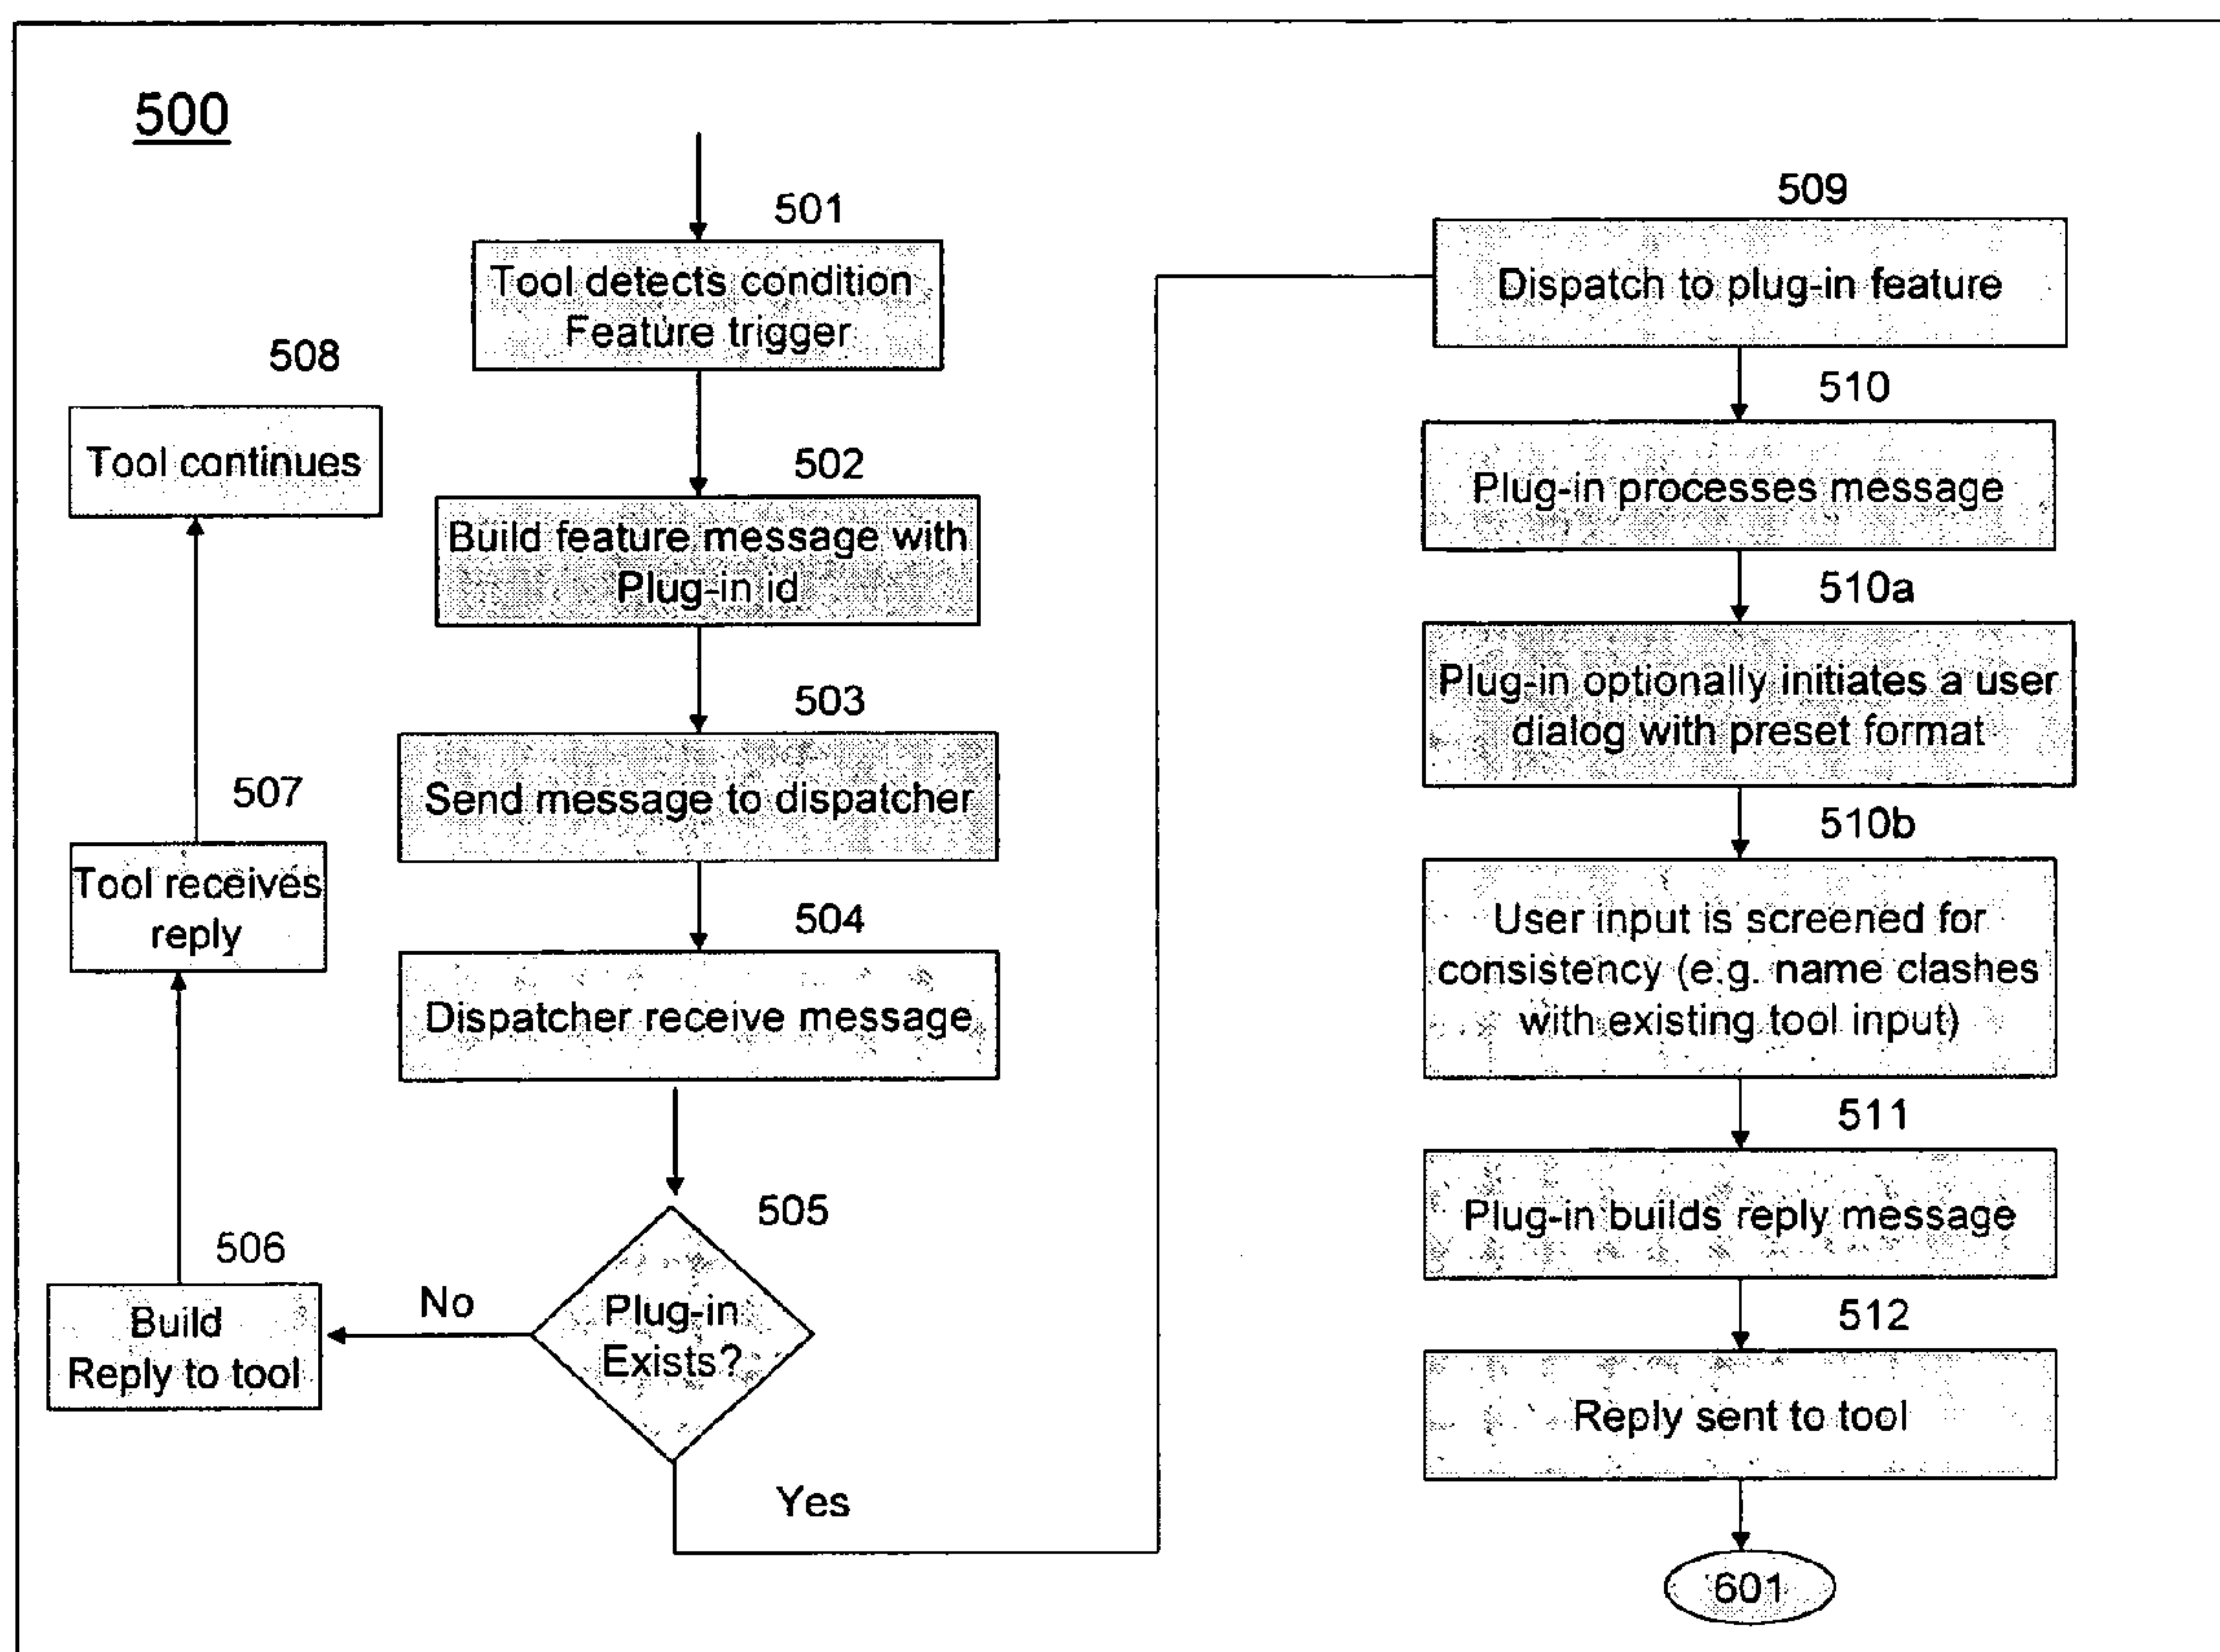 500
501
Tool detects condition
Feature trigger
502
Build feature message with
Plug-in id
503
Send message to dispatcher
504
Dispatcher receive message
505
Plug-in
Exists?
No
Yes
506
Build
Reply to tool
507
Tool receives
reply
508
Tool continues
509
Dispatch to plug-in feature
510
Plug-in processes message
510a
Plug-in optionally initiates a user
dialog with preset format
510b
User input is screened for
consistency (e.g. name clashes
with existing tool input)
511
Plug-in builds reply message
512
Reply sent to tool
601